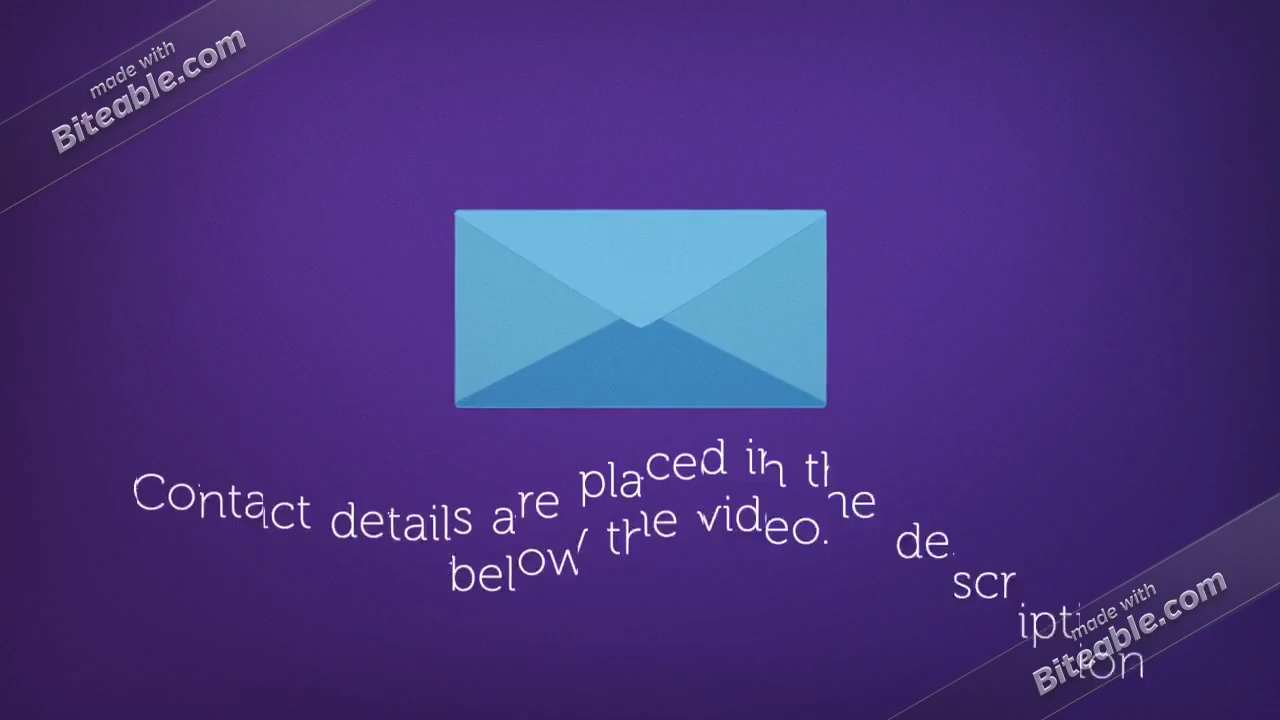 made with
Biteable.com
Contact details are placed in the description
below the video.
made with
Biteable.com